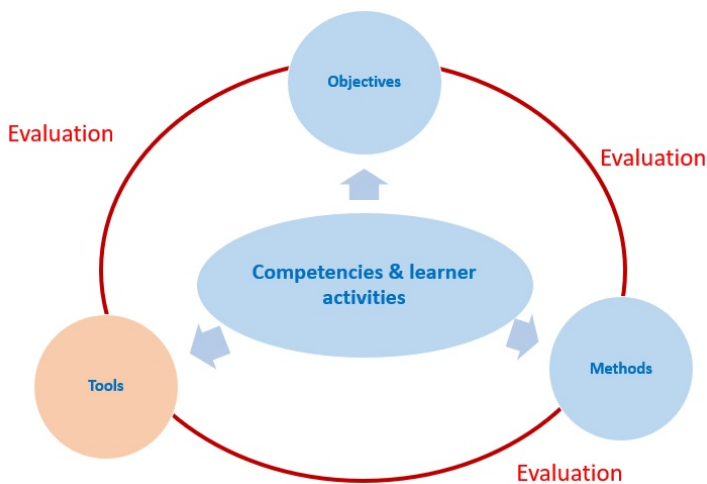 Objectives
Evaluation
Evaluation
Competencies & learner
activities
Tools
Methods
Evaluation